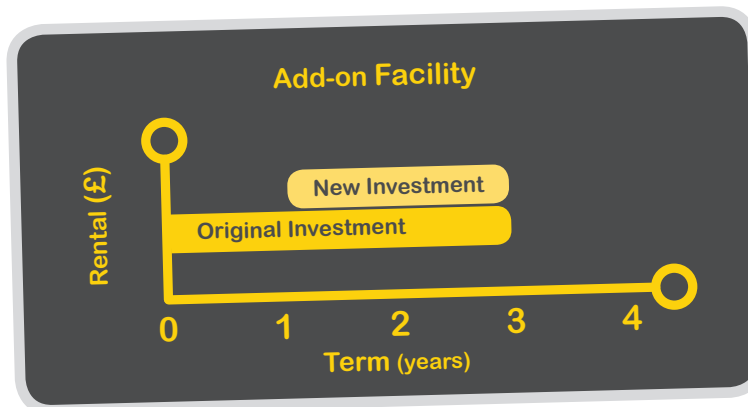 Add-on Facility
Rental (£)
New Investment
Original Investment
0 1 2 3 4
Term (years)